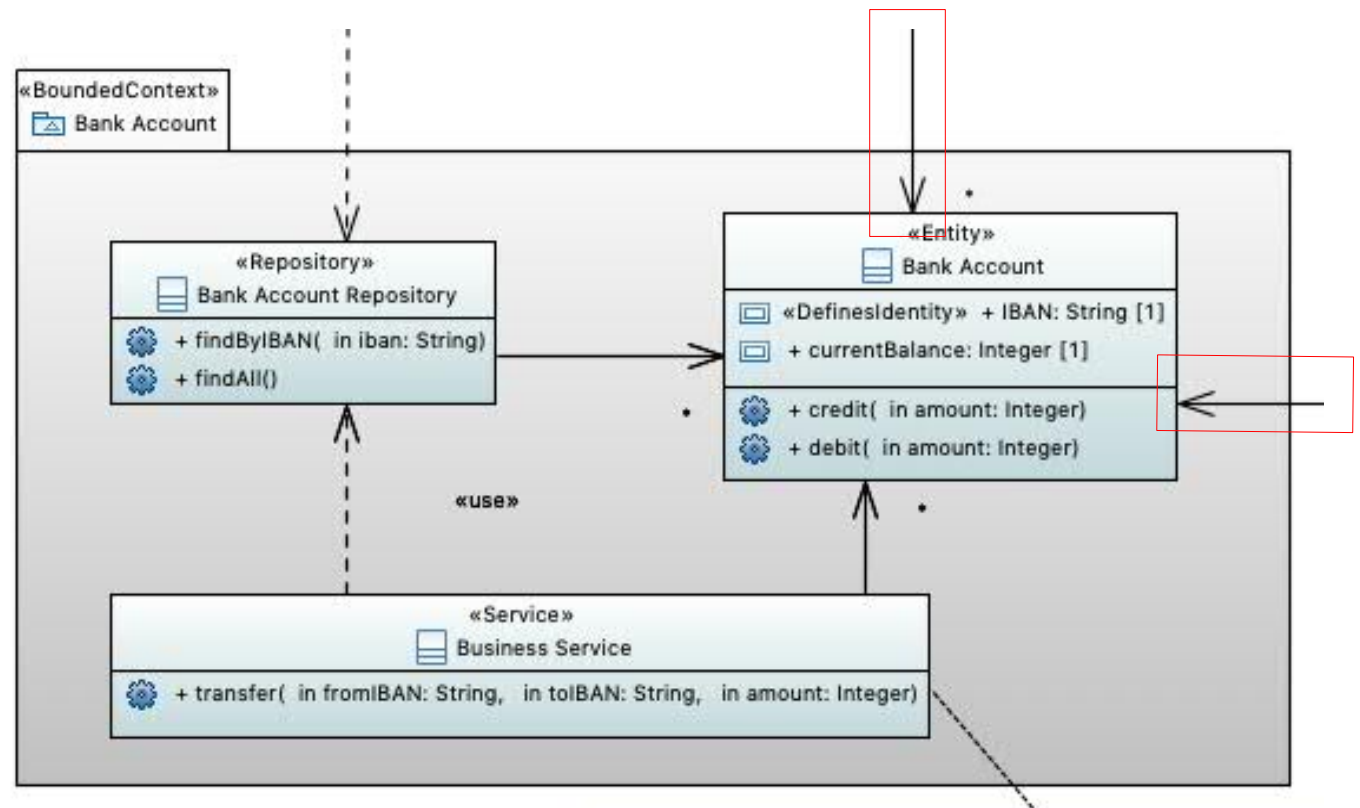 «BoundedContext»
Bank Account
«Repository»
Bank Account Repository
+ findByIBAN( in iban: String)
+ findAll()
*
«Entity»
Bank Account
«DefinesIdentity» + IBAN: String [1]
+ currentBalance: Integer [1]
+ credit( in amount: Integer)
+ debit( in amount: Integer)
*
«use»
*
«Service»
Business Service
+ transfer( in fromIBAN: String, in toIBAN: String, in amount: Integer)